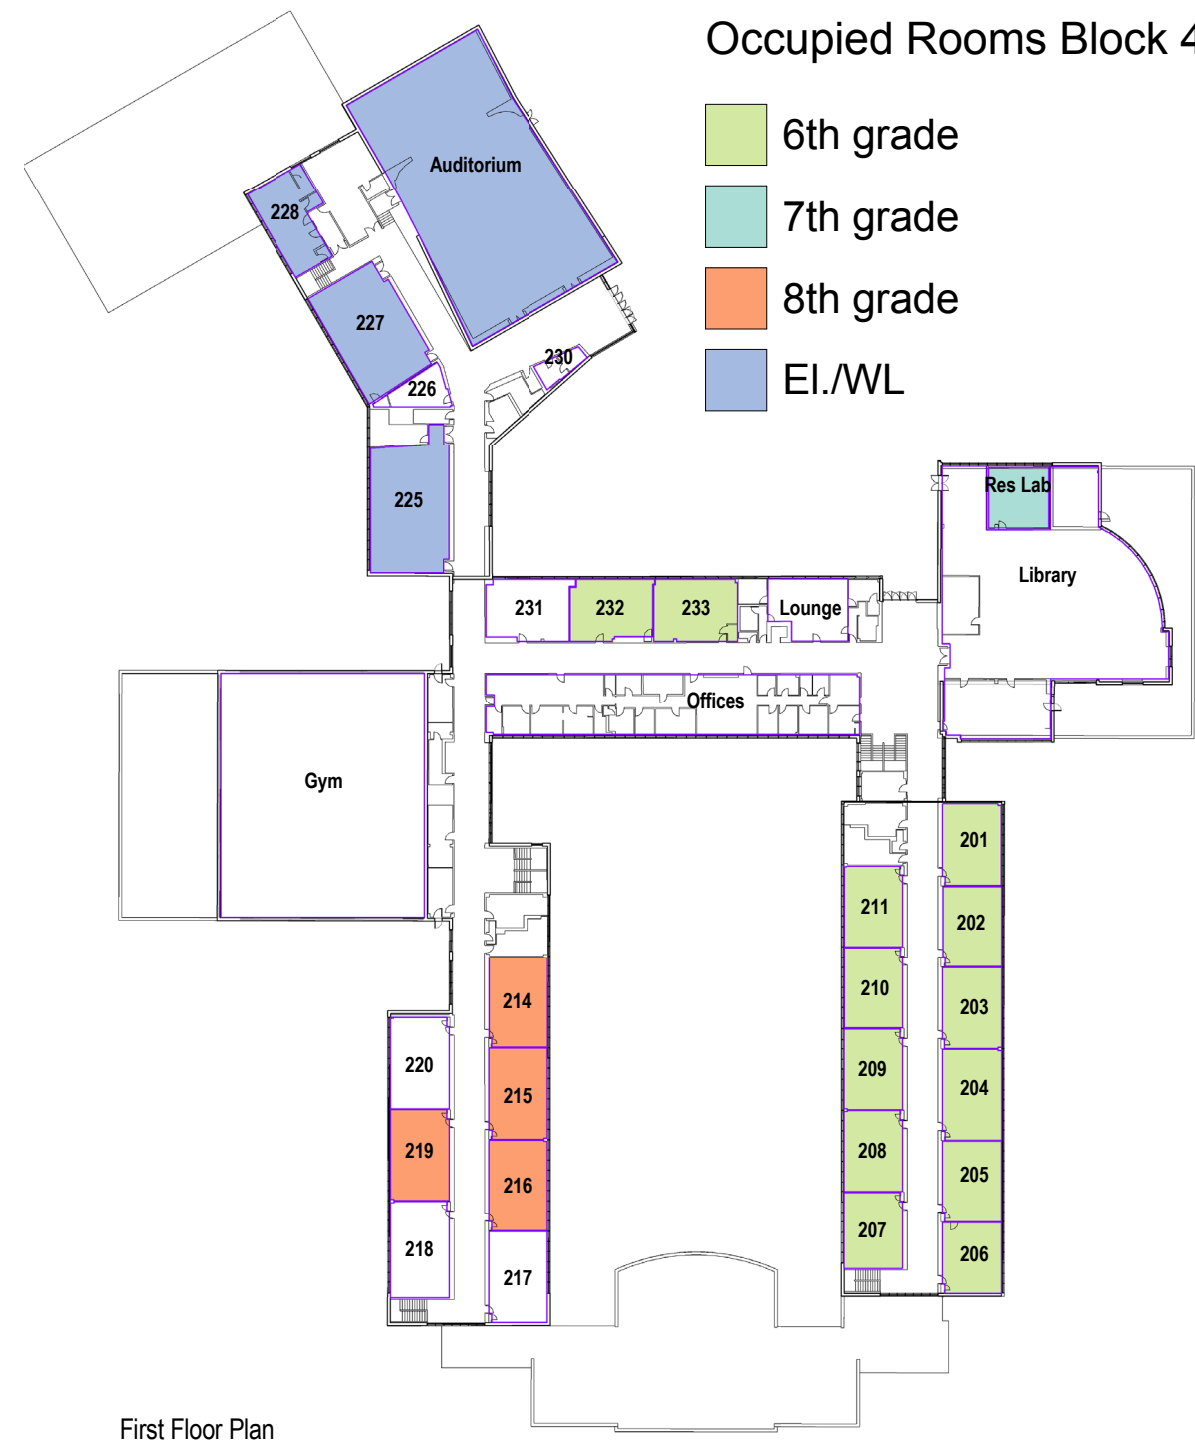 Occupied Rooms Block 4
6th grade
7th grade
8th grade
El./WL
Auditorium
228
227
230
226
225
Res Lab
Library
231
232
233
Lounge
Offices
Gym
201
211
202
210
203
214
220
209
204
215
219
208
205
216
207
206
218
217
First Floor Plan